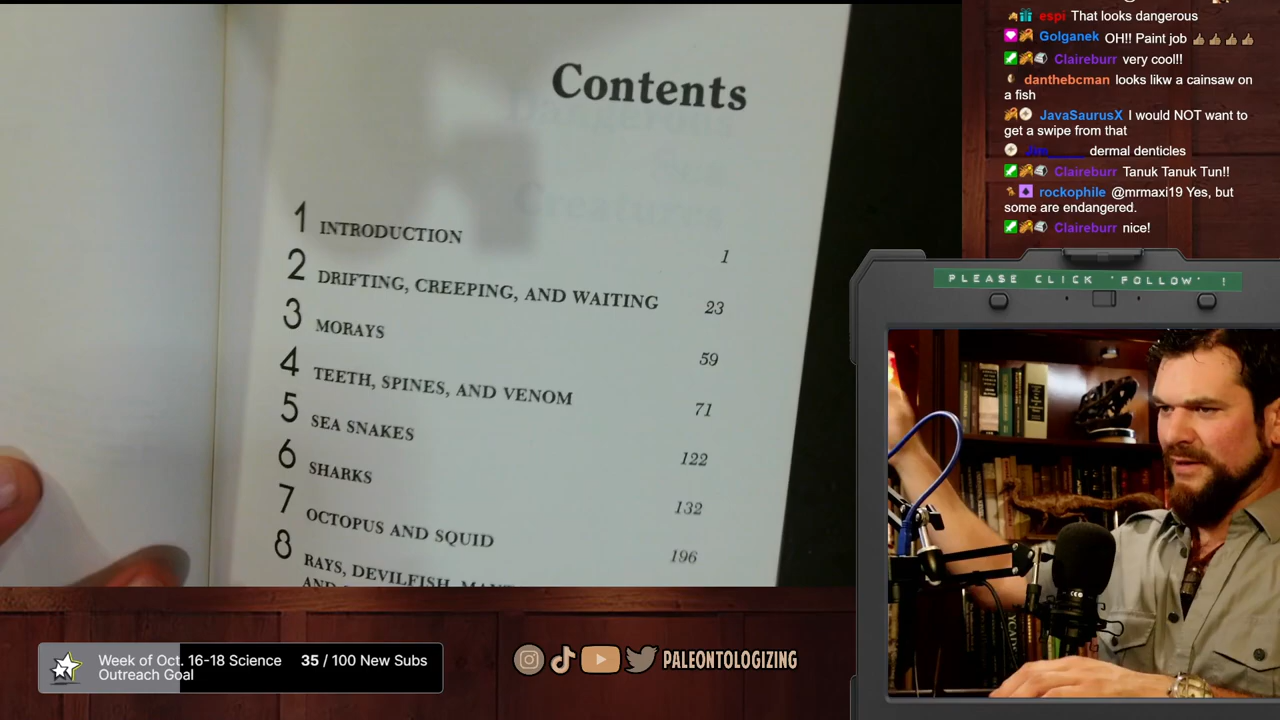 Contents
1 INTRODUCTION 1
2 DRIFTING, CREEPING, AND WAITING 23
3 MORAYS 59
4 TEETH, SPINES, AND VENOM 71
5 SEA SNAKES 122
6 SHARKS 132
7 OCTOPUS AND SQUID 196
8 RAYS, DEVILFISH,
AND
espi That looks dangerous
Golganek OH!! Paint job 👍👍👍👍
Claireburr very cool!!
danthebcman looks likw a cainsaw on
a fish
JavaSaurusX I would NOT want to
get a swipe from that
dermal denticles
Claireburr Tanuk Tanuk Tun!!
rockophile @mrmaxi19 Yes, but
some are endangered.
Claireburr nice!
PLEASE CLICK 'FOLLOW' !
Week of Oct. 16-18 Science 35 / 100 New Subs
Outreach Goal
PALEONTOLOGIZING